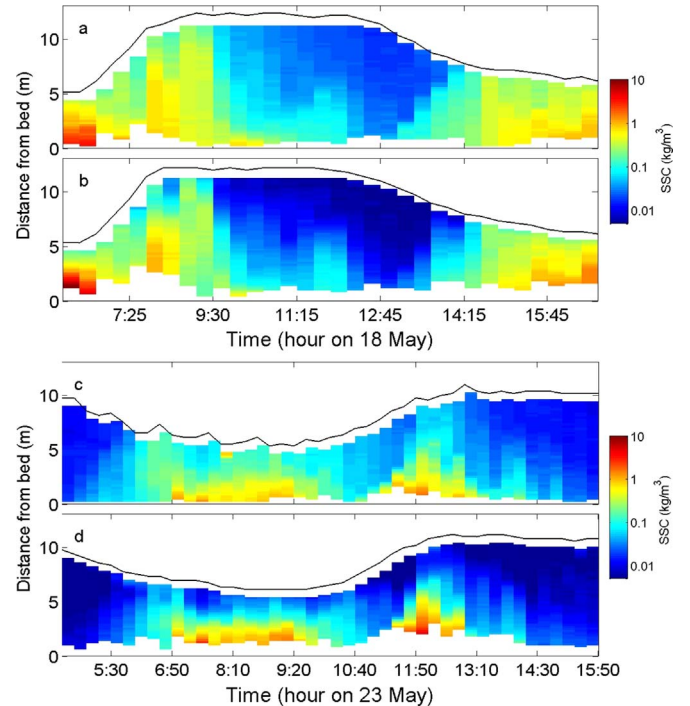 a
10
5
0
b
10
5
0
Distance from bed (m)
7:25 9:30 11:15 12:45 14:15 15:45
Time (hour on 18 May)
10
1
0.1
0.01
SSC (kg/m³)
c
10
5
0
d
10
5
0
Distance from bed (m)
5:30 6:50 8:10 9:20 10:40 11:50 13:10 14:30 15:50
Time (hour on 23 May)
10
1
0.1
0.01
SSC (kg/m³)